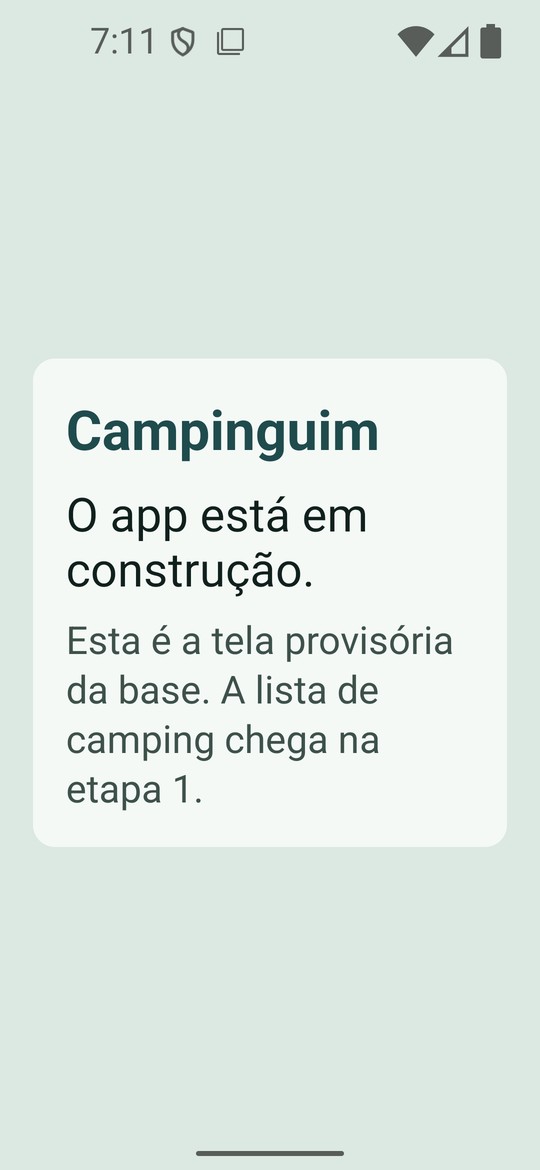 7:11
Campinguim
O app está em
construção.
Esta é a tela provisória
da base. A lista de
camping chega na
etapa 1.